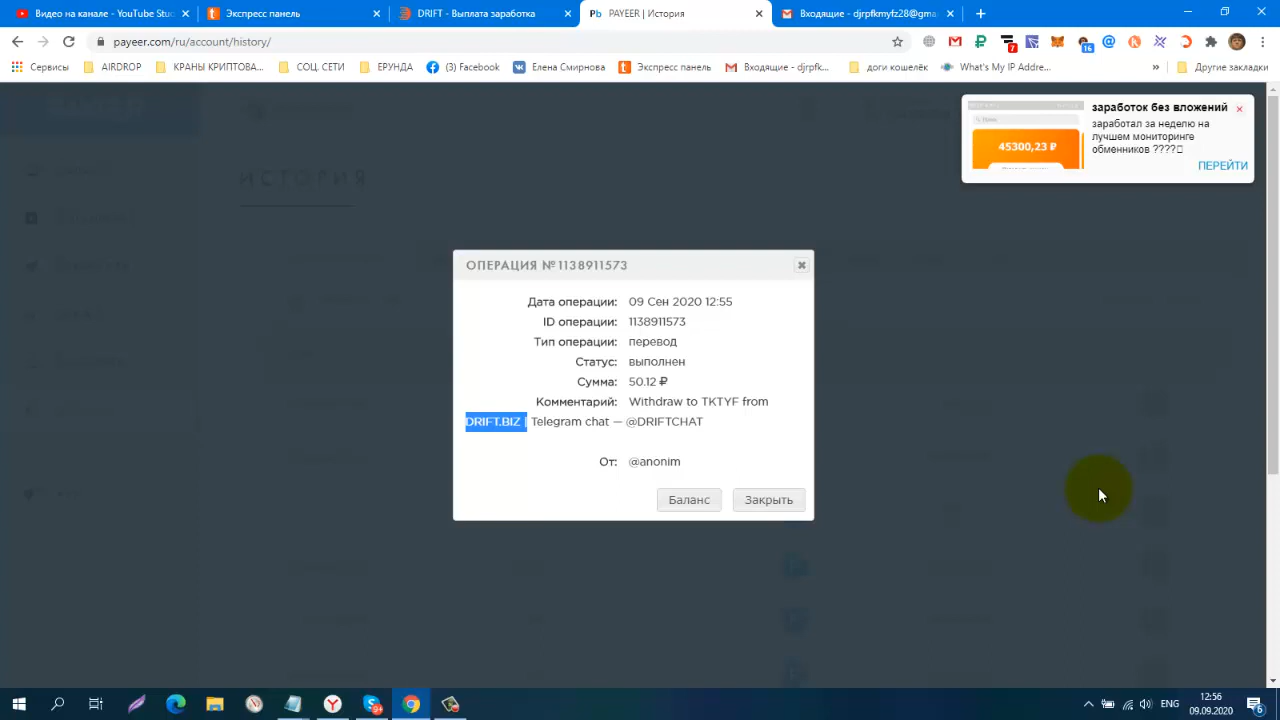 Видео на канале - YouTube Stu
Экспресс панель
DRIFT - Выплата заработка
PAYEER | История
Входящие - djrpfkmyfz28@gma
payeer.com/ru/account/history/
7
16
Сервисы
AIRDROP
КРАНЫ КРИПТОВА...
СОЦ. СЕТИ
ЕРУНДА
(3) Facebook
Елена Смирнова
Экспресс панель
Входящие - djrpfk...
доги кошелёк
What's My IP Addre...
»
Другие закладки
заработок без вложений
заработал за неделю на
лучшем мониторинге
обменников ????
45300,23 ₽
ПЕРЕЙТИ
ИСТОРИЯ
ОПЕРАЦИЯ №1138911573
Дата операции: 09 Сен 2020 12:55
ID операции: 1138911573
Тип операции: перевод
Статус: выполнен
Сумма: 50.12 ₽
Комментарий: Withdraw to TKTYF from
DRIFT.BIZ | Telegram chat — @DRIFTCHAT
От: @anonim
Баланс
Закрыть
ENG
12:56
09.09.2020
6